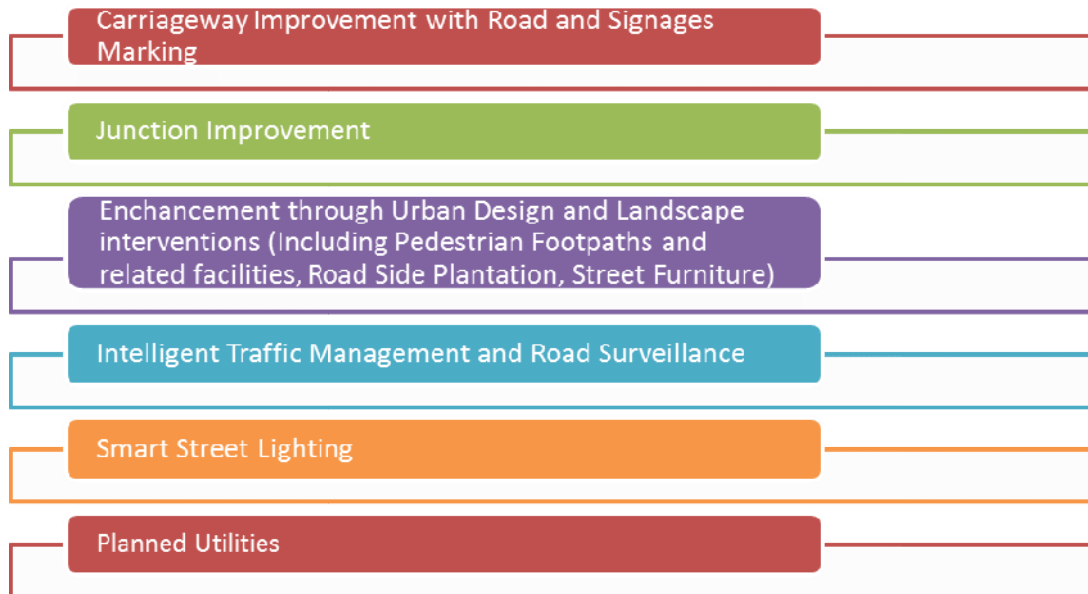 Carriageway Improvement with Road and Signages
Marking
Junction Improvement
Enchancement through Urban Design and Landscape
interventions (Including Pedestrian Footpaths and
related facilities, Road Side Plantation, Street Furniture)
Intelligent Traffic Management and Road Surveillance
Smart Street Lighting
Planned Utilities